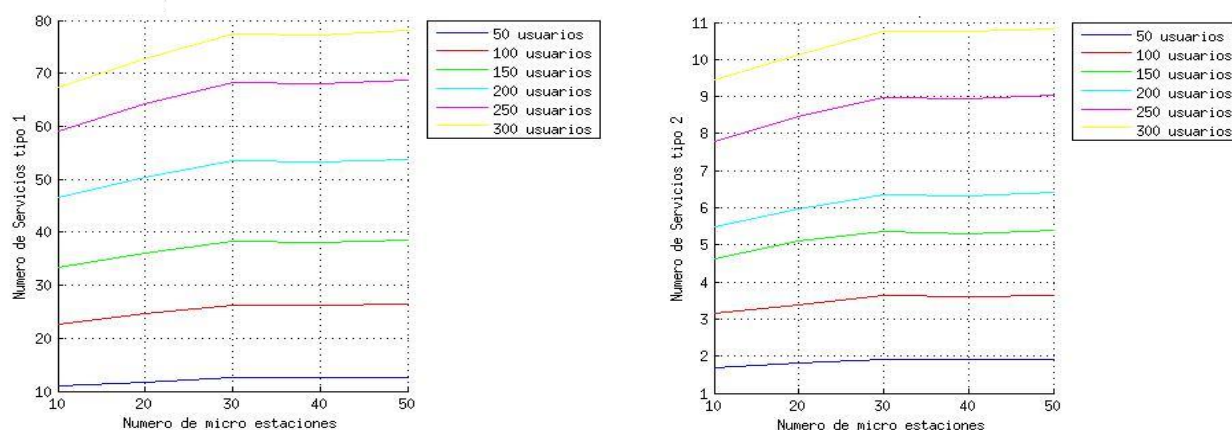 80
70
60
50
40
30
20
10
Numero de Servicios tipo 1
10 20 30 40 50
Numero de micro estaciones
50 usuarios
100 usuarios
150 usuarios
200 usuarios
250 usuarios
300 usuarios
11
10
9
8
7
6
5
4
3
2
1
Numero de Servicios tipo 2
10 20 30 40 50
Numero de micro estaciones
50 usuarios
100 usuarios
150 usuarios
200 usuarios
250 usuarios
300 usuarios